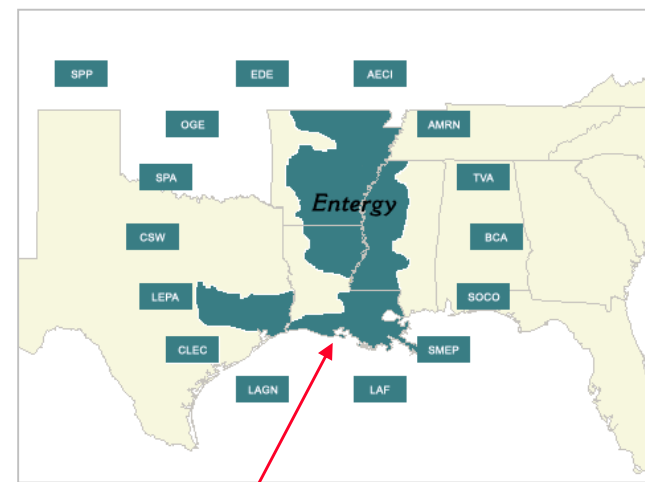 SPP
EDE
AECI
OGE
AMRN
SPA
TVA
Entergy
CSW
BCA
LEPA
SOCO
CLEC
SMEP
LAGN
LAF